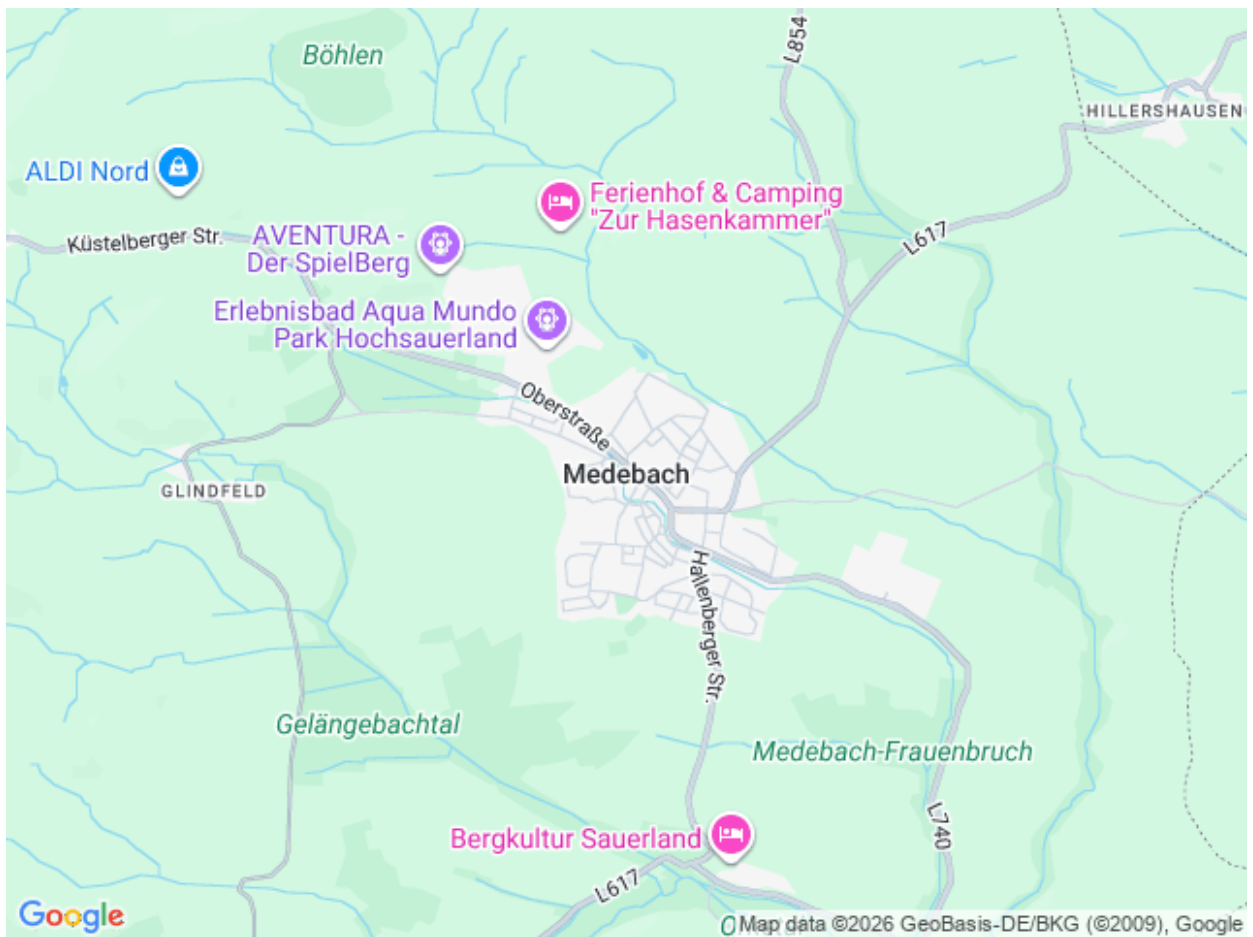 Böhlen
L854
HILLERSHAUSEN
ALDI Nord
Ferienhof & Camping
"Zur Hasenkammer"
Küstelberger Str.
AVENTURA -
Der SpielBerg
L617
Erlebnisbad Aqua Mundo
Park Hochsauerland
Oberstraße
Medebach
GLINDFELD
Hallenberger Str.
Gelängebachtal
Medebach-Frauenbruch
Bergkultur Sauerland
L740
L617
Google
Map data ©2026 GeoBasis-DE/BKG (©2009), Google